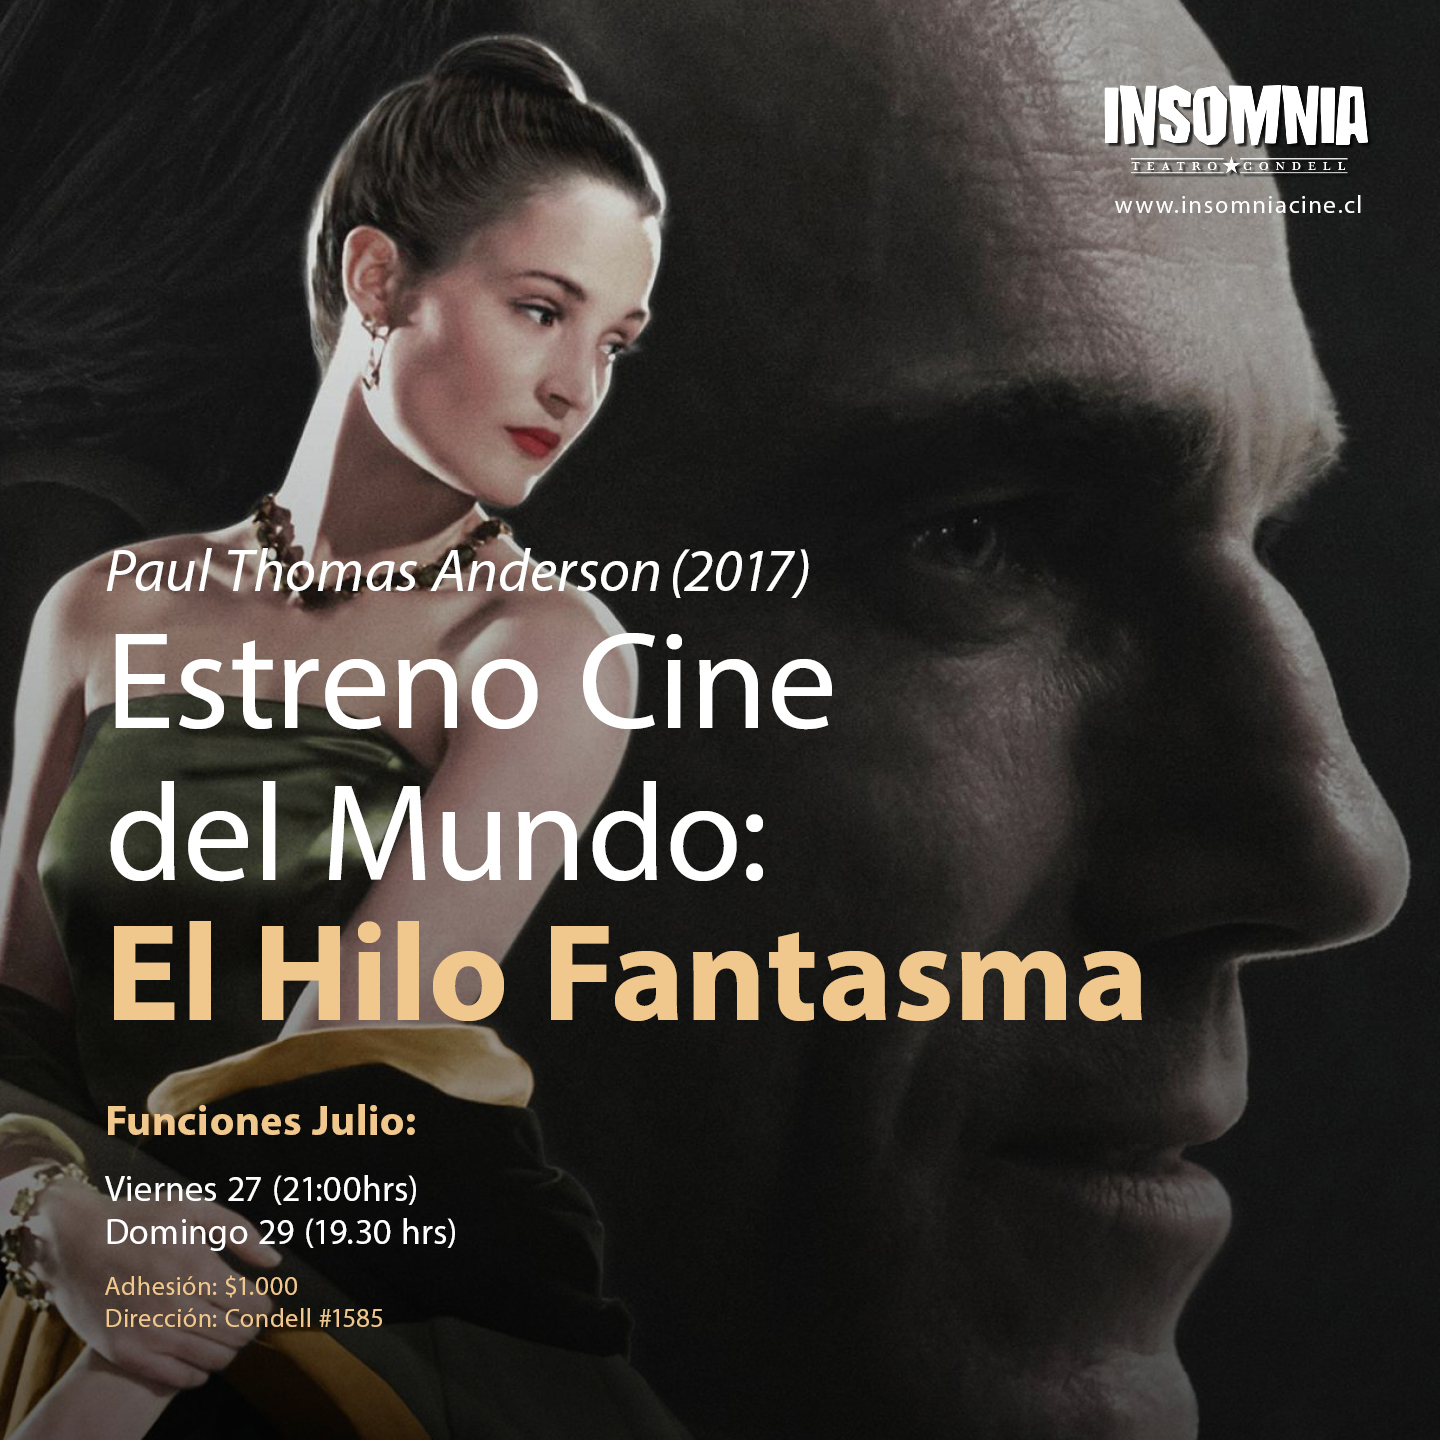 INSOMNIA
TEATRO★CONDELL
www.insomniacine.cl
Paul Thomas Anderson (2017)
Estreno Cine
del Mundo:
El Hilo Fantasma
Funciones Julio:
Viernes 27 (21:00hrs)
Domingo 29 (19.30 hrs)
Adhesión: $1.000
Dirección: Condell #1585